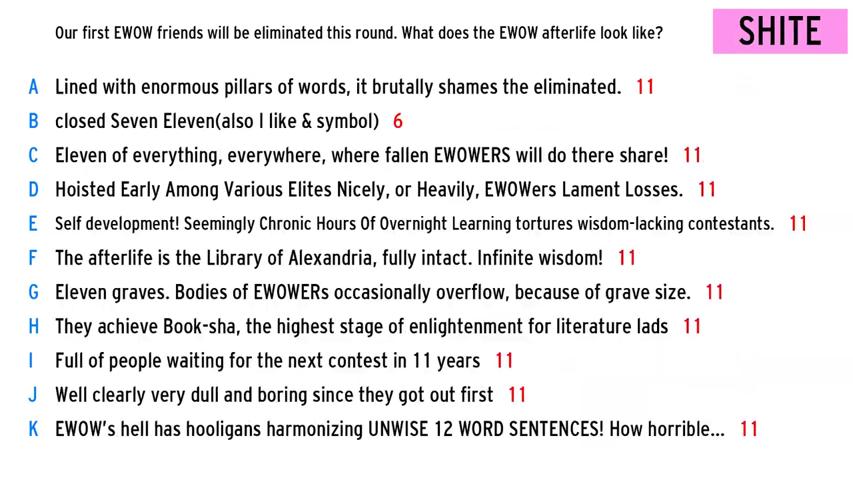 Our first EWOW friends will be eliminated this round. What does the EWOW afterlife look like? SHITE
A Lined with enormous pillars of words, it brutally shames the eliminated. 11
B closed Seven Eleven(also I like & symbol) 6
C Eleven of everything, everywhere, where fallen EWOWERS will do there share! 11
D Hoisted Early Among Various Elites Nicely, or Heavily, EWOWers Lament Losses. 11
E Self development! Seemingly Chronic Hours Of Overnight Learning tortures wisdom-lacking contestants. 11
F The afterlife is the Library of Alexandria, fully intact. Infinite wisdom! 11
G Eleven graves. Bodies of EWOWERs occasionally overflow, because of grave size. 11
H They achieve Book-sha, the highest stage of enlightenment for literature lads 11
I Full of people waiting for the next contest in 11 years 11
J Well clearly very dull and boring since they got out first 11
K EWOW's hell has hooligans harmonizing UNWISE 12 WORD SENTENCES! How horrible... 11